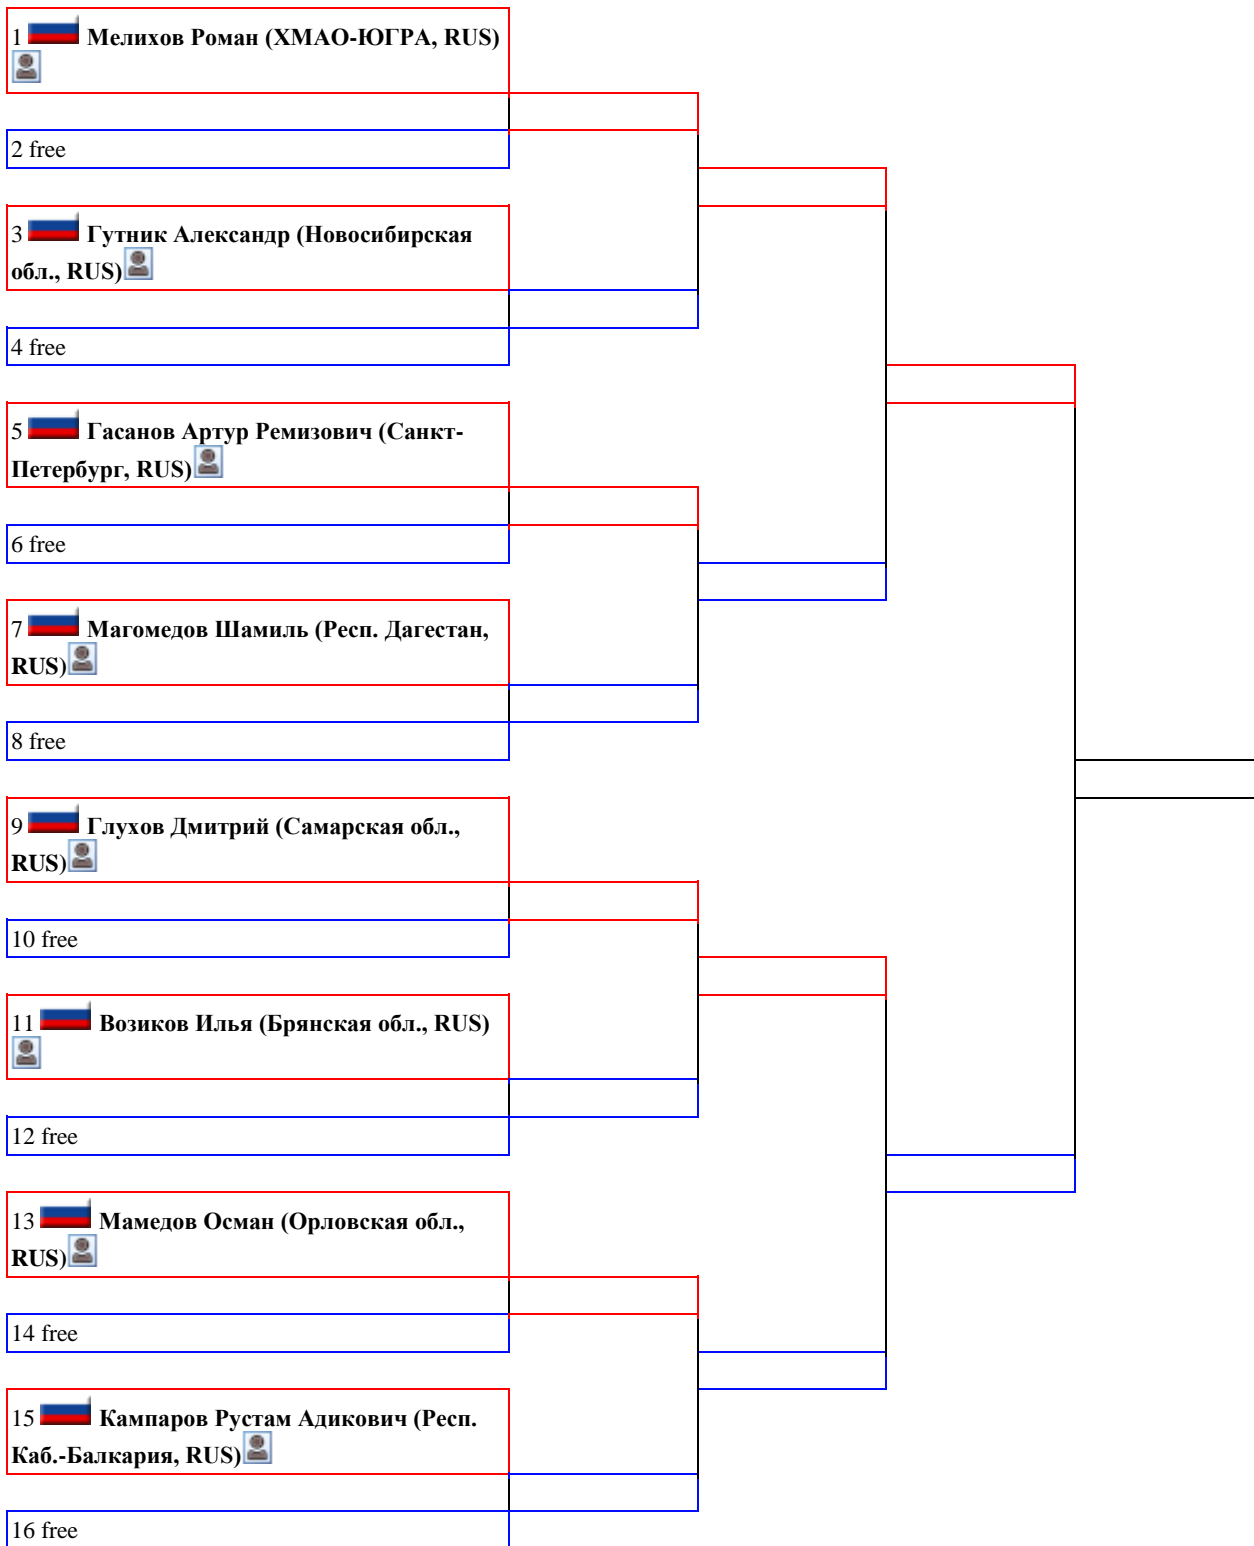 1 Мелихов Роман (ХМАО-ЮГРА, RUS)
2 free
3 Гутник Александр (Новосибирская
обл., RUS)
4 free
5 Гасанов Артур Ремизович (Санкт-
Петербург, RUS)
6 free
7 Магомедов Шамиль (Респ. Дагестан,
RUS)
8 free
9 Глухов Дмитрий (Самарская обл.,
RUS)
10 free
11 Возиков Илья (Брянская обл., RUS)
12 free
13 Мамедов Осман (Орловская обл.,
RUS)
14 free
15 Кампаров Рустам Адикович (Респ.
Каб.-Балкария, RUS)
16 free